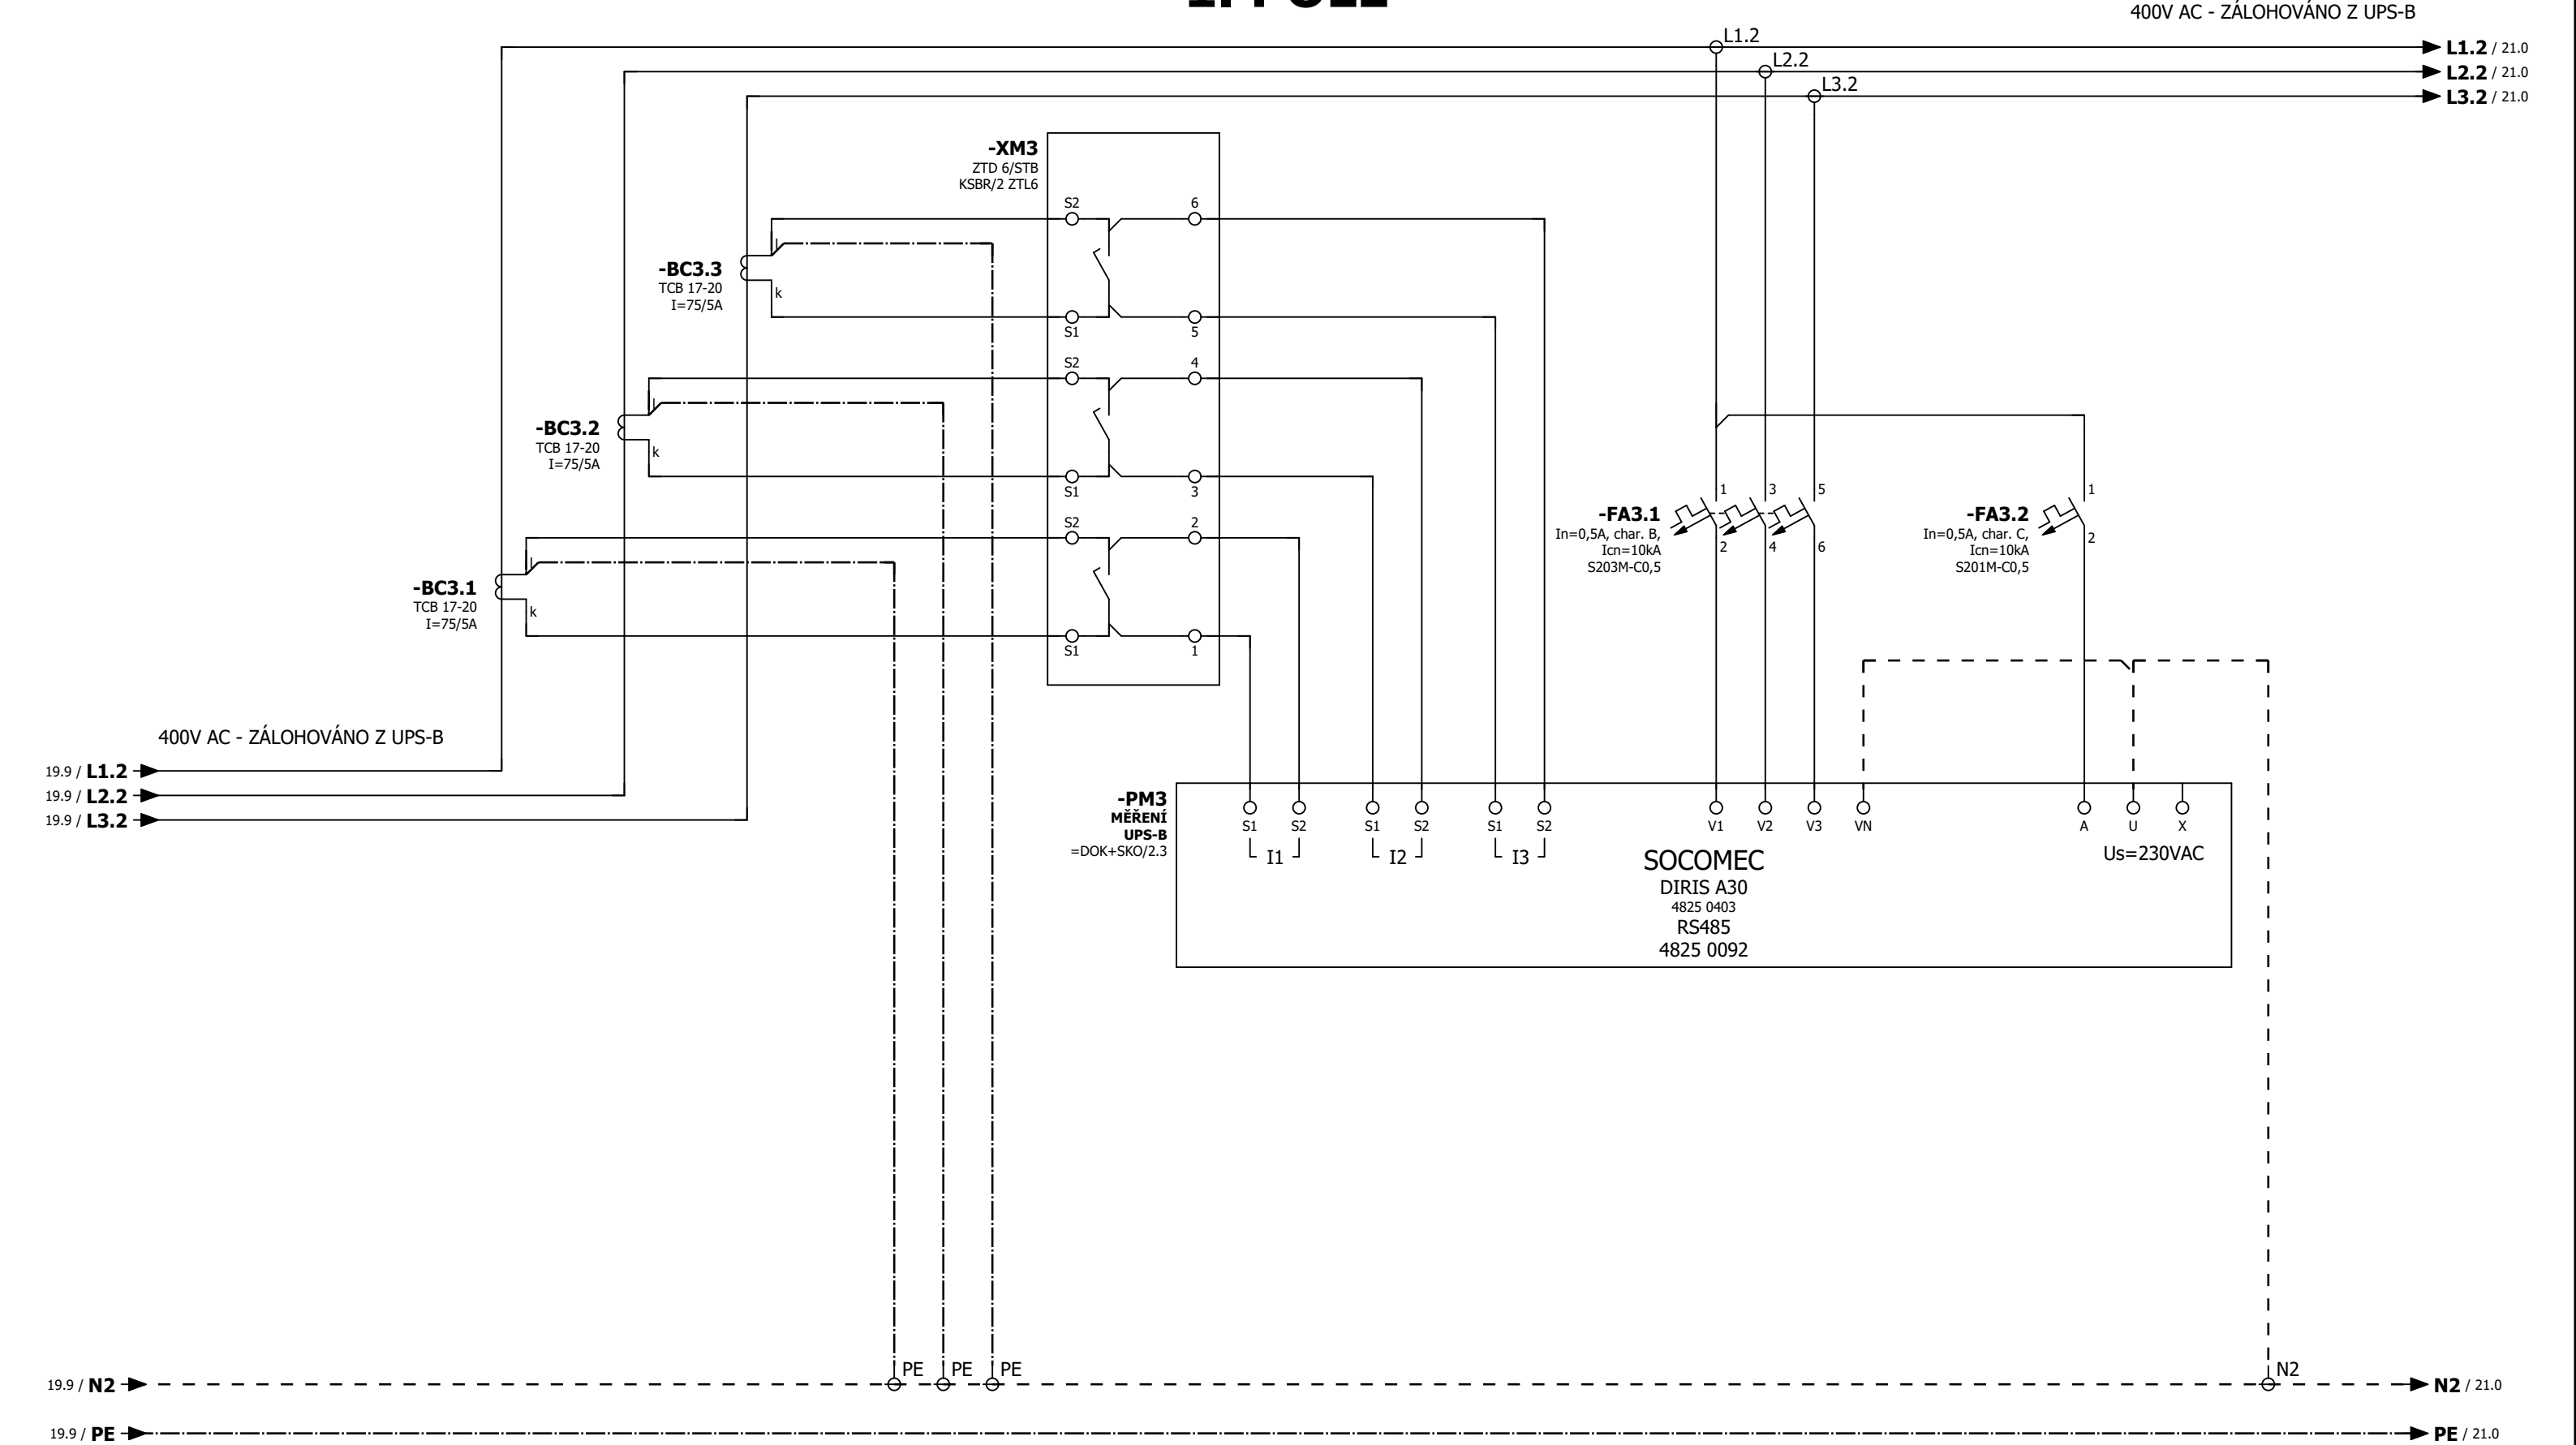 400V AC - ZÁLOHOVÁNO Z UPS-B
L1.2
L1.2 / 21.0
L2.2
L2.2 / 21.0
L3.2
L3.2 / 21.0
-XM3
ZTD 6/STB
KSBR/2 ZTL6
S2
6
-BC3.3
TCB 17-20
I=75/5A
l
k
S1
5
S2
4
-BC3.2
TCB 17-20
I=75/5A
l
k
S1
3
S2
2
-BC3.1
TCB 17-20
I=75/5A
l
k
S1
1
-FA3.1
In=0,5A, char. B,
Icn=10kA
S203M-C0,5
1
3
5
2
4
6
-FA3.2
In=0,5A, char. C,
Icn=10kA
S201M-C0,5
1
2
400V AC - ZÁLOHOVÁNO Z UPS-B
19.9 / L1.2
19.9 / L2.2
19.9 / L3.2
-PM3
MĚŘENÍ
UPS-B
=DOK+SKO/2.3
S1 S2 S1 S2 S1 S2 V1 V2 V3 VN A U X
I1 I2 I3
Us=230VAC
SOCOMEC
DIRIS A30
4825 0403
RS485
4825 0092
PE PE PE
N2
19.9 / N2
N2 / 21.0
19.9 / PE
PE / 21.0